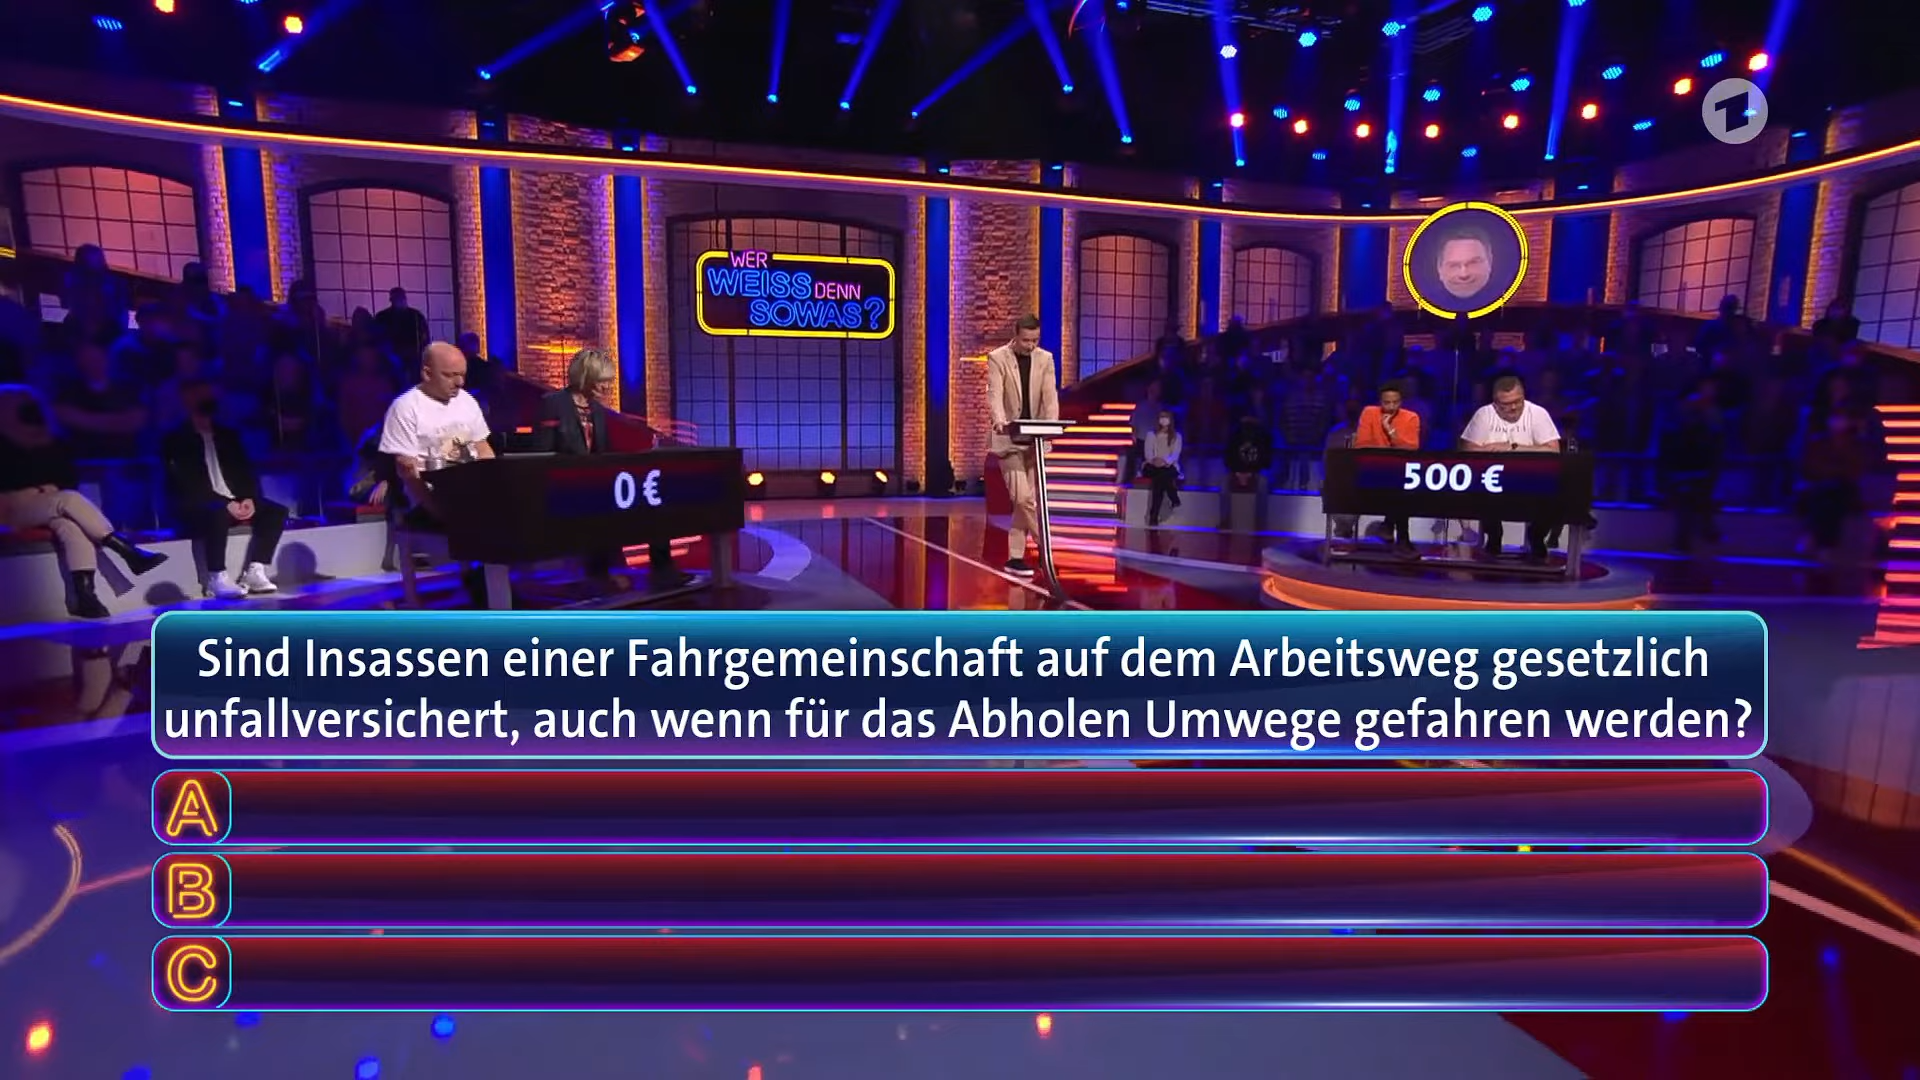 WER
WEISS DENN
SOWAS?
0 €
500 €
Sind Insassen einer Fahrgemeinschaft auf dem Arbeitsweg gesetzlich
unfallversichert, auch wenn für das Abholen Umwege gefahren werden?
A
B
C